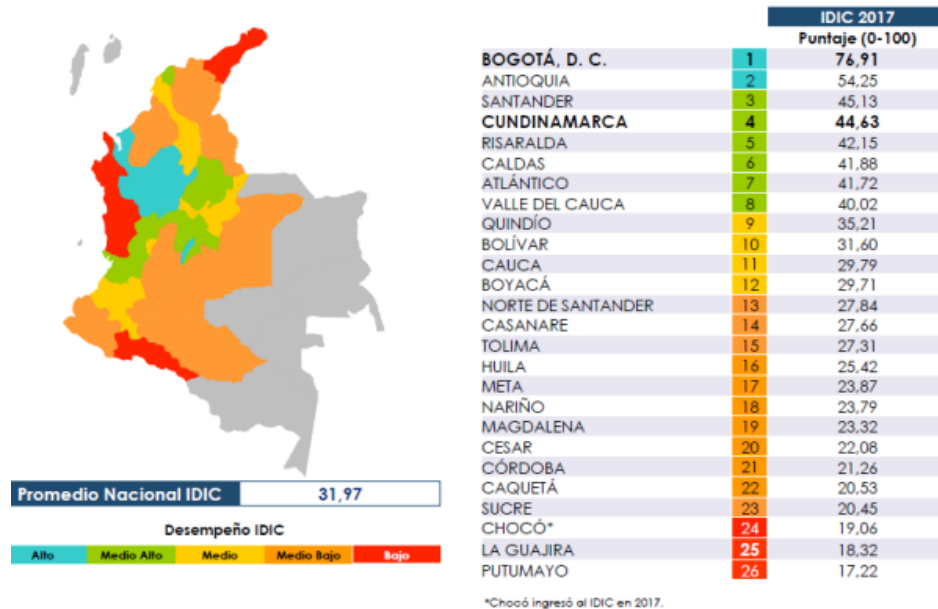 IDIC 2017
Puntaje (0-100)
BOGOTÁ, D. C. 1 76,91
ANTIOQUIA 2 54,25
SANTANDER 3 45,13
CUNDINAMARCA 4 44,63
RISARALDA 5 42,15
CALDAS 6 41,88
ATLÁNTICO 7 41,72
VALLE DEL CAUCA 8 40,02
QUINDÍO 9 35,21
BOLÍVAR 10 31,60
CAUCA 11 29,79
BOYACÁ 12 29,71
NORTE DE SANTANDER 13 27,84
CASANARE 14 27,66
TOLIMA 15 27,31
HUILA 16 25,42
META 17 23,87
NARIÑO 18 23,79
MAGDALENA 19 23,32
CESAR 20 22,08
CÓRDOBA 21 21,26
CAQUETÁ 22 20,53
SUCRE 23 20,45
CHOCÓ* 24 19,06
LA GUAJIRA 25 18,32
PUTUMAYO 26 17,22
*Chocó ingresó al IDIC en 2017.
Promedio Nacional IDIC 31,97
Desempeño IDIC
Alto Medio Alto Medio Medio Bajo Bajo